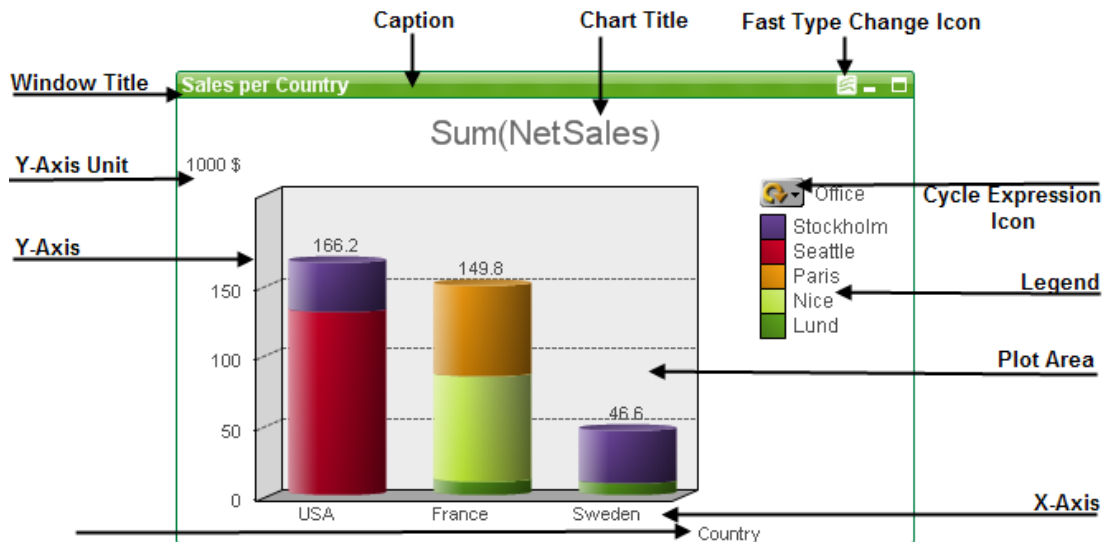 Caption
Chart Title
Fast Type Change Icon
Window Title
Sales per Country
Sum(NetSales)
Y-Axis Unit
1000 $
Office
Cycle Expression
Icon
Stockholm
Seattle
Paris
Nice
Lund
Legend
Y-Axis
166.2
149.8
46.6
150
100
50
0
Plot Area
USA
France
Sweden
X-Axis
Country